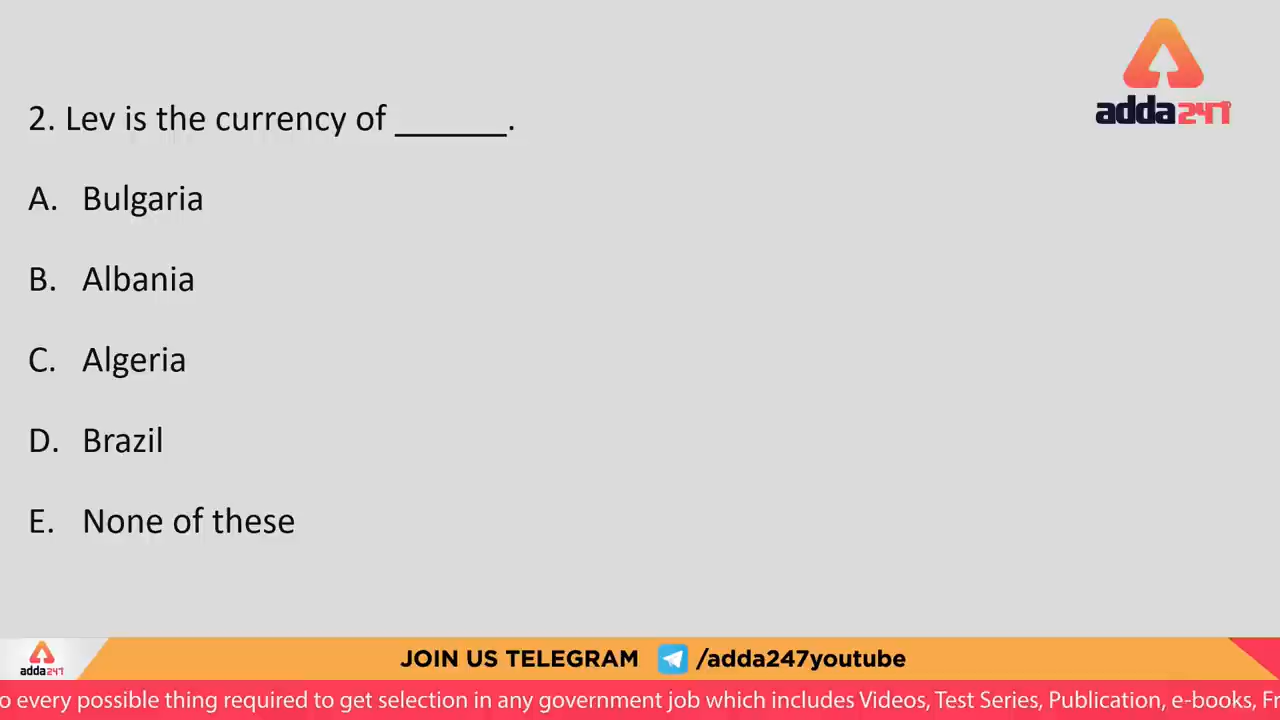 adda247
2. Lev is the currency of ______.
A. Bulgaria
B. Albania
C. Algeria
D. Brazil
E. None of these
adda247
JOIN US TELEGRAM /adda247youtube
o every possible thing required to get selection in any government job which includes Videos, Test Series, Publication, e-books, Fr